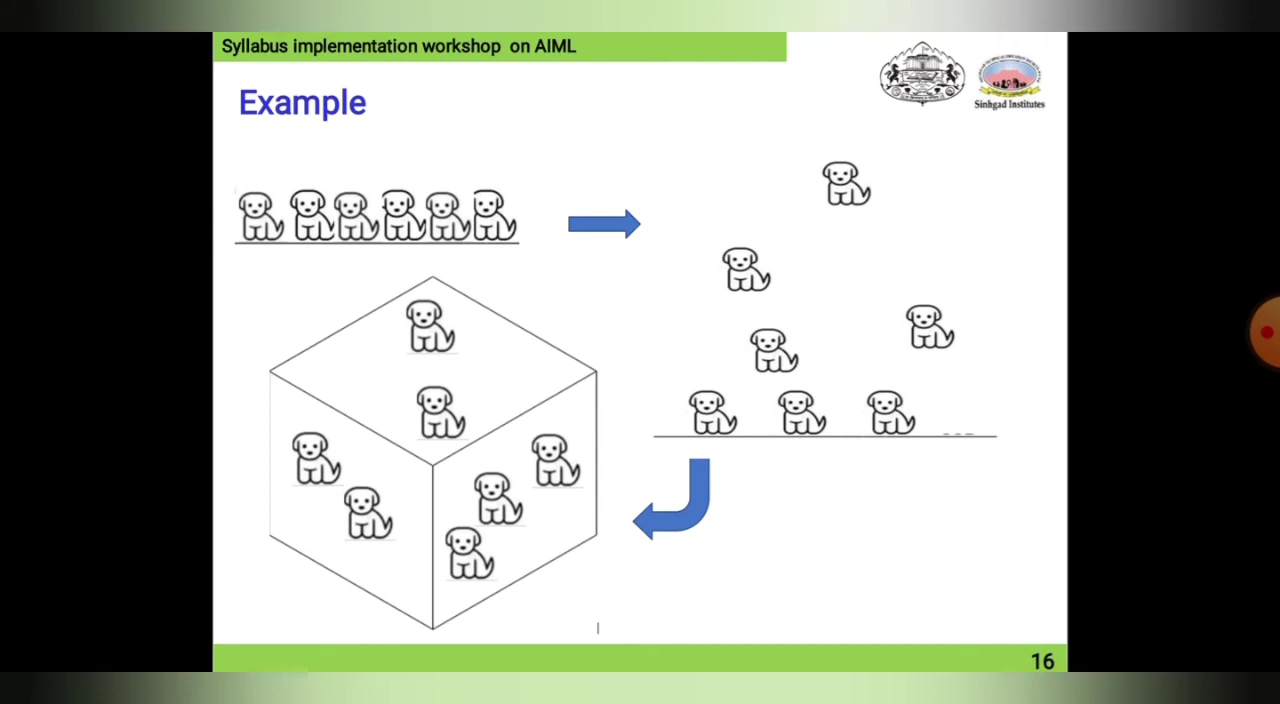 Syllabus implementation workshop on AIML
Example
Sinhgad Institutes
16